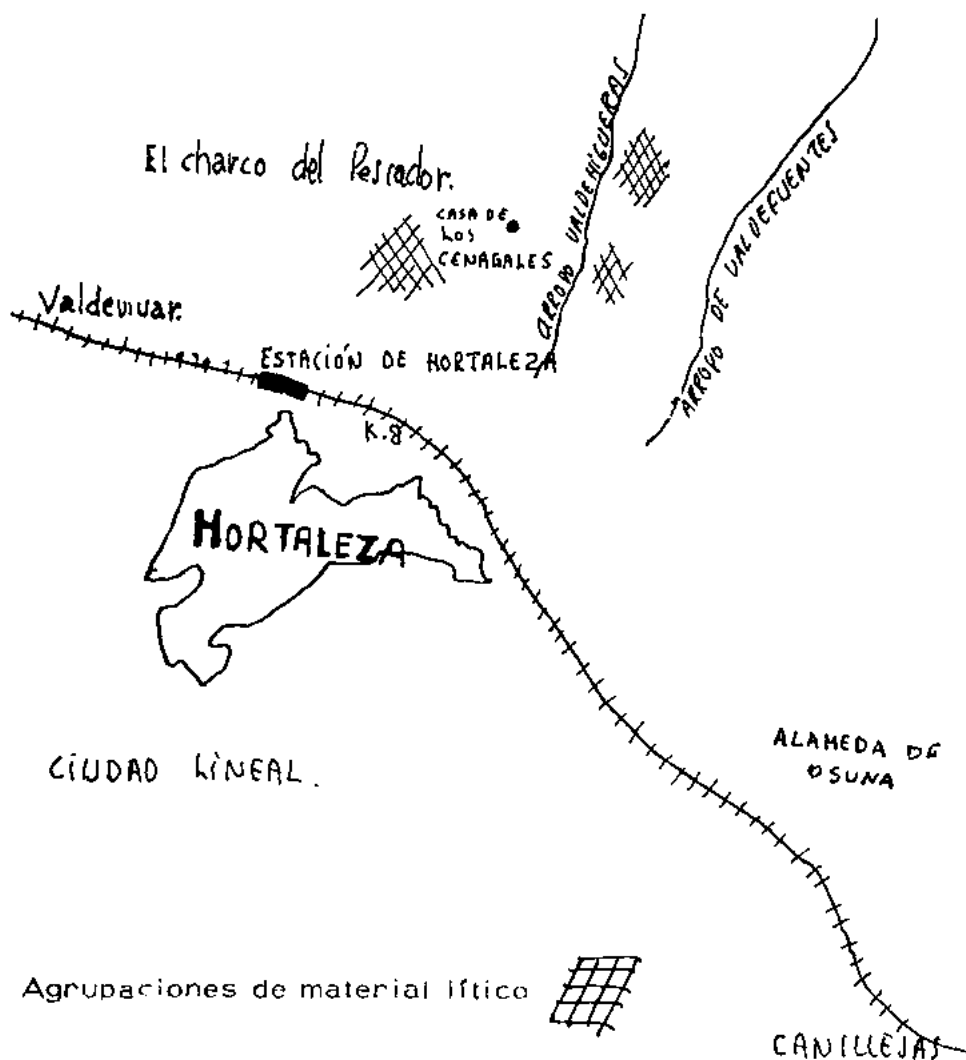 El charco del Pescador.
ARROYO VALDEHIGUERAS
ARROYO DE VALDEFUENTES
CASA DE
LOS
CENAGALES
Valdevivar.
ESTACIÓN DE HORTALEZA
K.8
HORTALEZA
CIUDAD LINEAL.
ALAMEDA DE
OSUNA
Agrupaciones de material lítico
CANILLEJAS